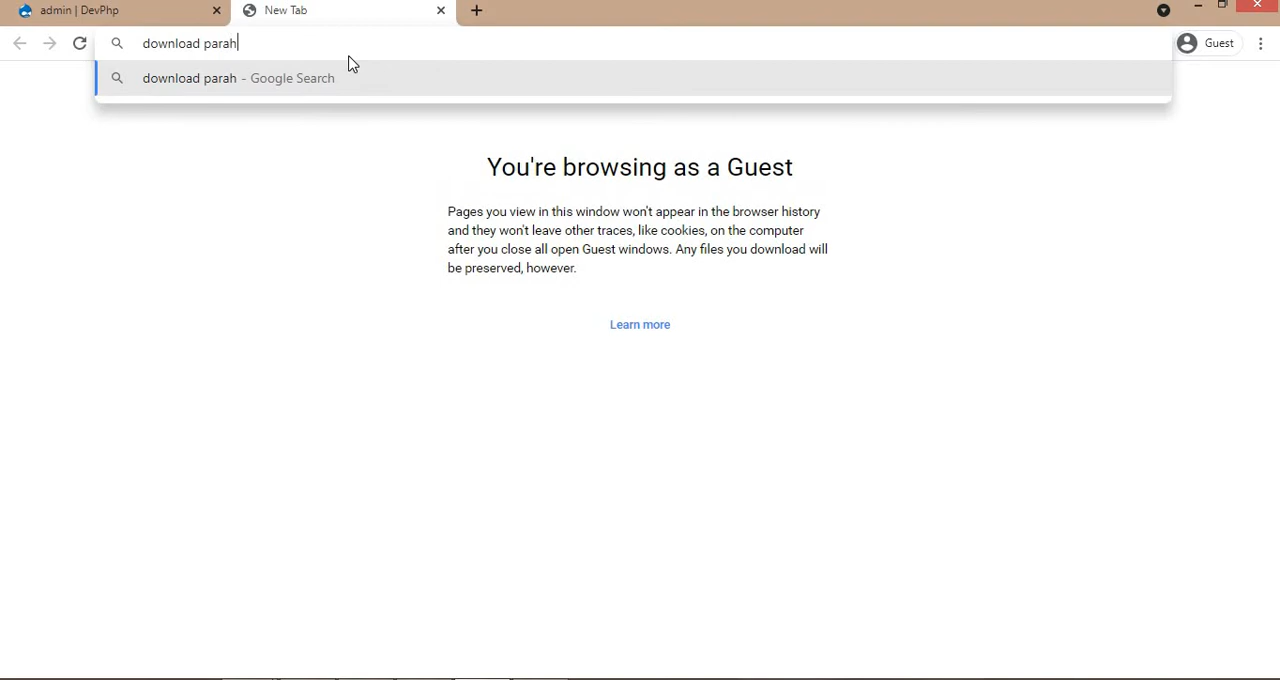 admin | DevPhp
New Tab
download parah
Guest
download parah - Google Search
You're browsing as a Guest
Pages you view in this window won't appear in the browser history
and they won't leave other traces, like cookies, on the computer
after you close all open Guest windows. Any files you download will
be preserved, however.
Learn more